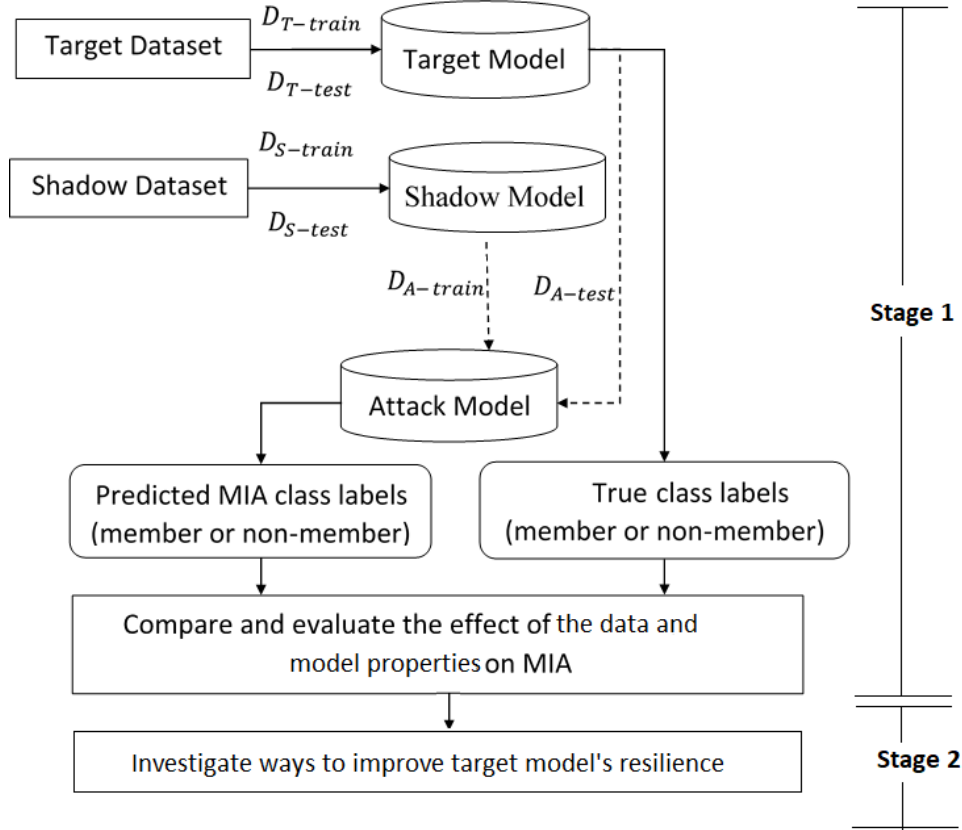 D_{T-train}
Target Dataset
Target Model
D_{T-test}
D_{S-train}
Shadow Dataset
Shadow Model
D_{S-test}
D_{A-train}
D_{A-test}
Stage 1
Attack Model
Predicted MIA class labels
(member or non-member)
True class labels
(member or non-member)
Compare and evaluate the effect of the data and
model properties on MIA
Stage 2
Investigate ways to improve target model's resilience